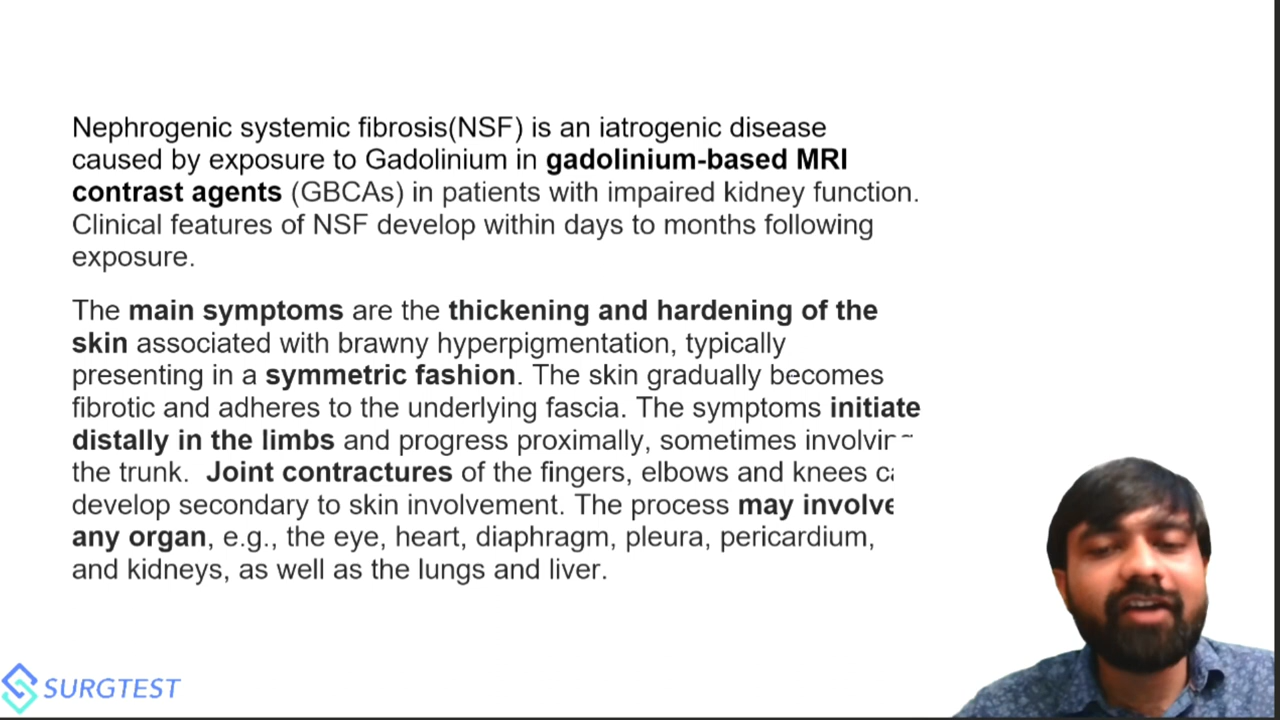 Nephrogenic systemic fibrosis(NSF) is an iatrogenic disease
caused by exposure to Gadolinium in gadolinium-based MRI
contrast agents (GBCAs) in patients with impaired kidney function.
Clinical features of NSF develop within days to months following
exposure.
The main symptoms are the thickening and hardening of the
skin associated with brawny hyperpigmentation, typically
presenting in a symmetric fashion. The skin gradually becomes
fibrotic and adheres to the underlying fascia. The symptoms initiate
distally in the limbs and progress proximally, sometimes
the trunk. Joint contractures of the fingers, elbows and knees
develop secondary to skin involvement. The process may involve
any organ, e.g., the eye, heart, diaphragm, pleura, pericardium,
and kidneys, as well as the lungs and liver.
SURGTEST